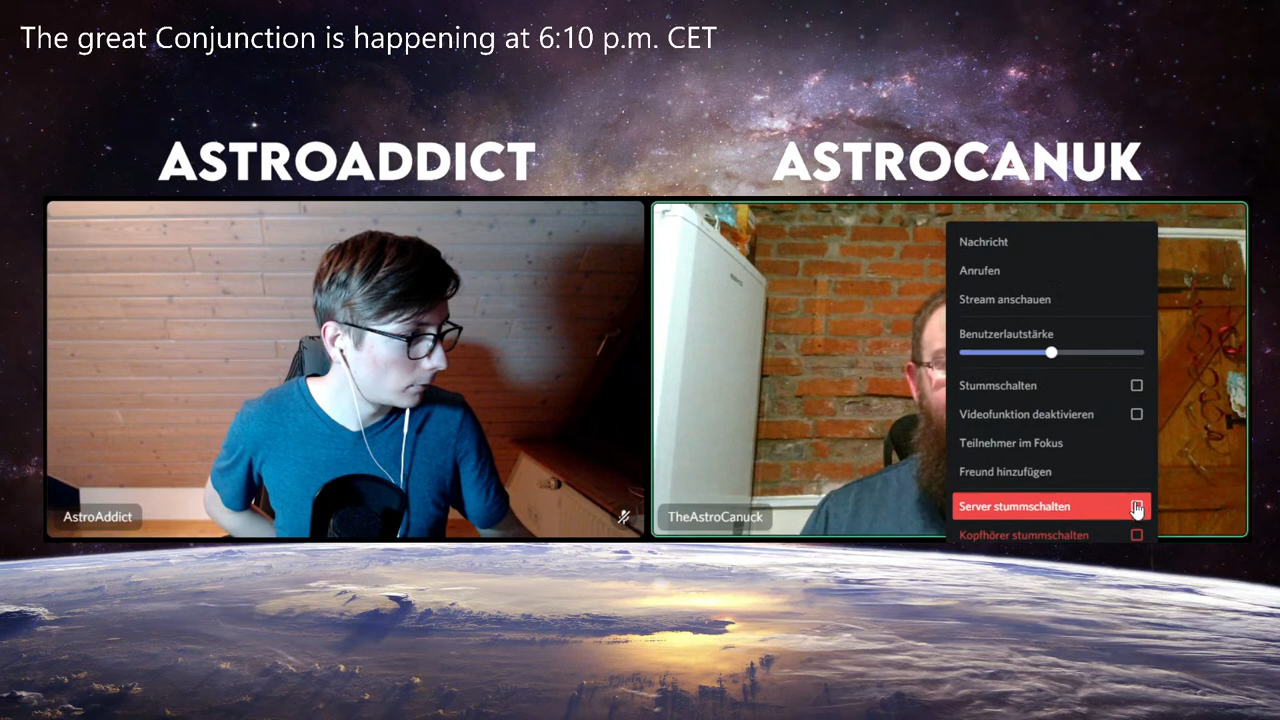 The great Conjunction is happening at 6:10 p.m. CET
ASTROADDICT
ASTROCANUK
Nachricht
Anrufen
Stream anschauen
Benutzerlautstärke
Stummschalten
Videofunktion deaktivieren
Teilnehmer im Fokus
Freund hinzufügen
Server stummschalten
Kopfhörer stummschalten
AstroAddict
TheAstroCanuck